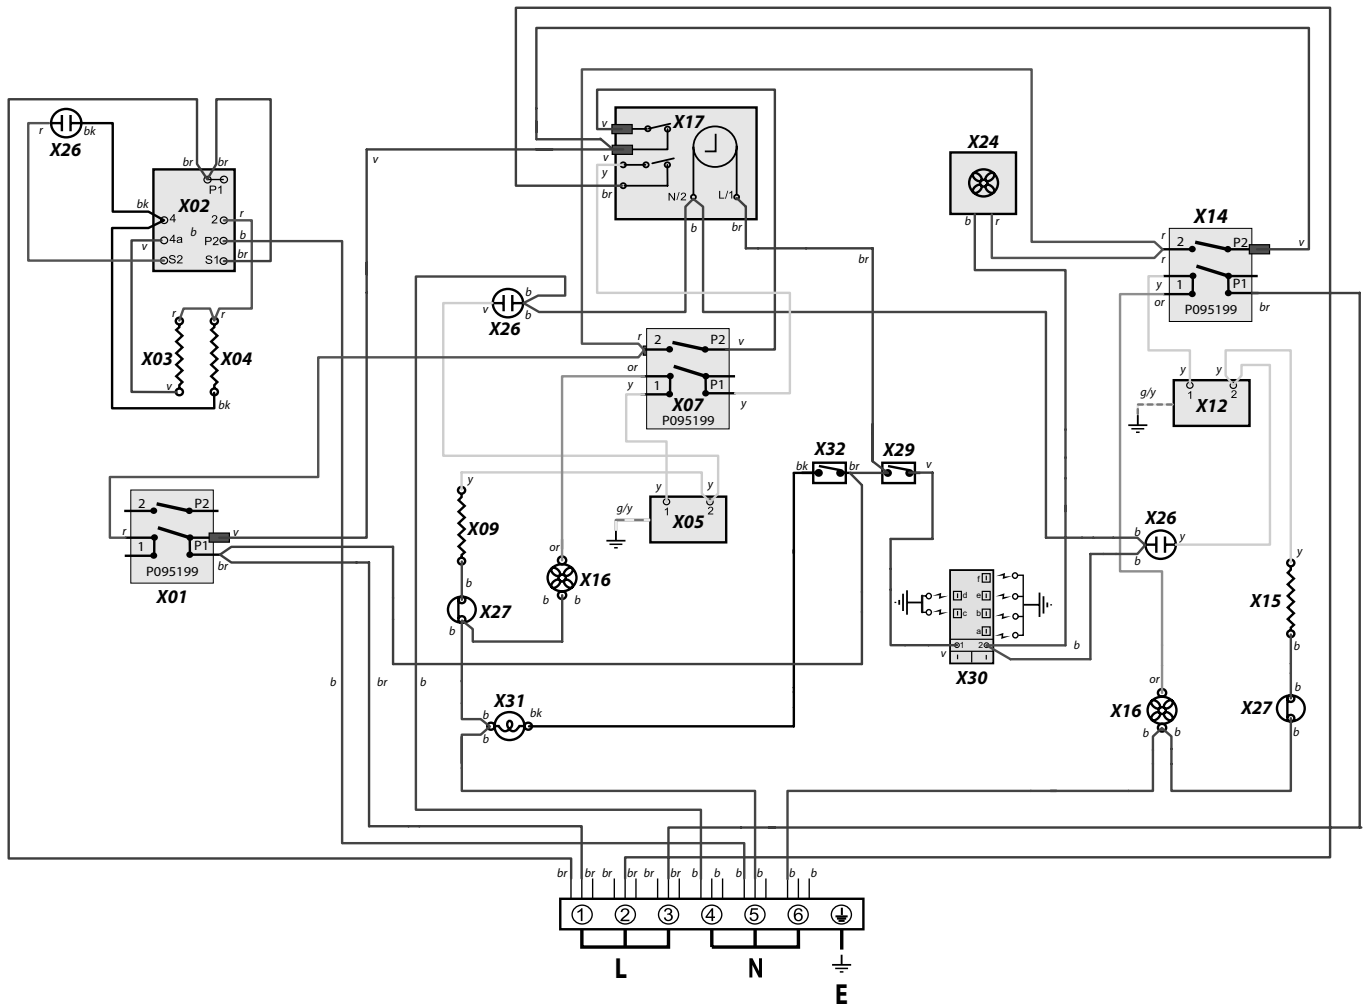 X26
r
bk
br
br
P1
X02
bk
4
2
r
b
v
4a
P2
b
S2
S1
br
r
r
X03
X04
v
bk
v
v
X17
v
y
br
N/2
L/1
b
br
br
X24
b
r
X14
r
2
P2
v
r
y
1
P1
or
P095199
br
b
v
b
X26
r
2
P2
v
or
y
1
P1
X07
y
P095199
y
y
g/y
1
2
X12
2
P2
r
v
1
P1
br
P095199
X01
y
X09
y
y
g/y
1
2
X05
or
X16
b
b
b
X27
b
bk
X32
br
X29
v
b
X26
y
b
f
d
e
c
b
a
1
2
v
b
X30
y
X15
b
b
br
b
X31
b
bk
b
or
X16
b
b
b
X27
b
br
br
br
br
br
br
b
b
b
b
b
b
1
2
3
4
5
6
L
N
E